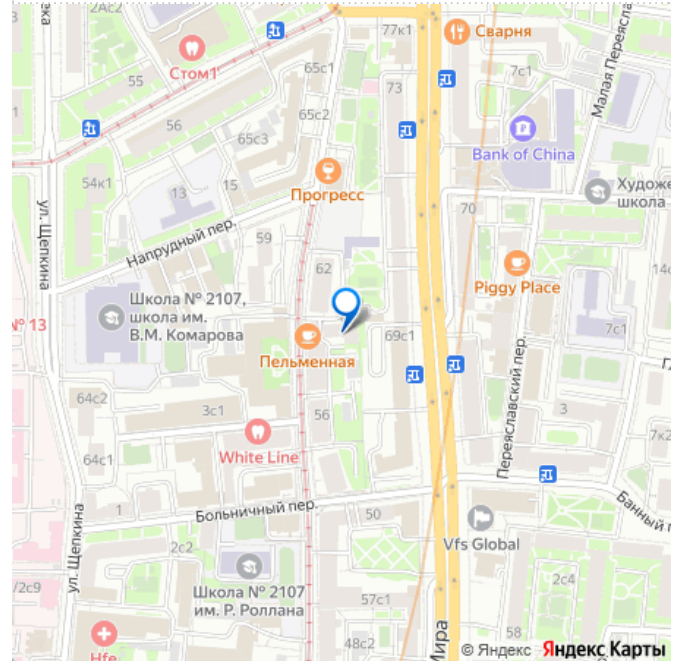 2Ас2
77к1
Сварня
7с1
Малая Переяс
Стом1
55
65с1
73
56
65с2
65с3
Bank of China
54к1
13
15
Прогресс
Художе
школа
70
ул. Щепкина
Напрудный пер.
59
62
Piggy Place
14с
Школа № 2107,
школа им.
В.М. Комарова
№ 13
7с1
Пельменная
69с1
Переяславский пер.
64с2
3с1
56
3
7к2
White Line
64с1
1
Больничный пер.
50
Банный п
Vfs Global
ул. Щепкина
2с2
/2с9
Школа № 2107
им. Р. Роллана
57с1
2с4
58
48с2
Мира
Hfe
© Яндекс Яндекс Карты